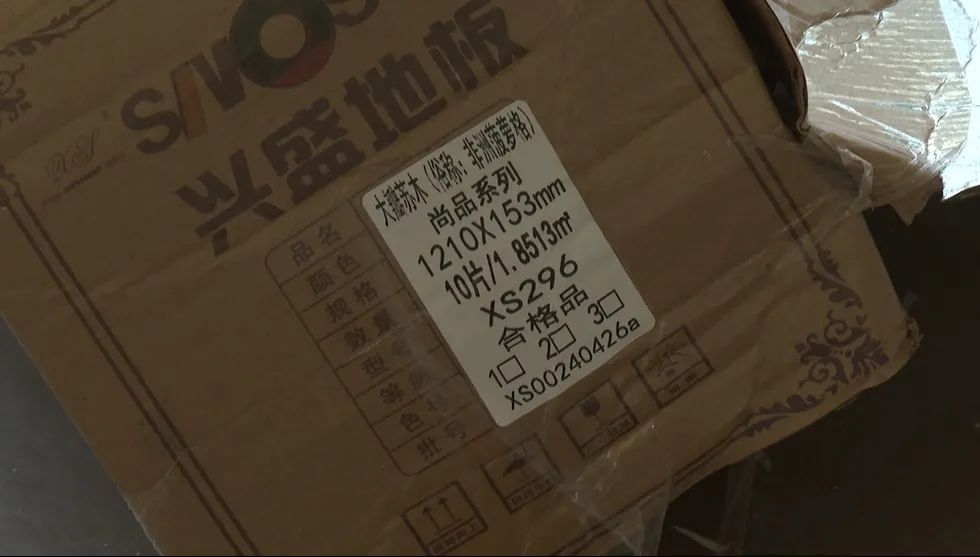 SIWOS
兴盛地板
大瓣苏木（俗称：非洲菠萝格）
尚品系列
1210X153mm
10片/1.8513㎡
XS296
合格品
1□ 2□ 3□
XS00240426a
品名
颜色
规格
数量
型号
等级
色号
批号